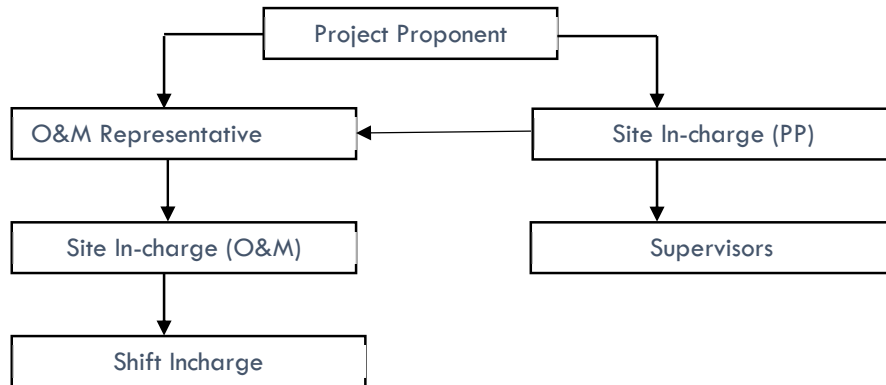 Project Proponent
O&M Representative
Site In-charge (PP)
Site In-charge (O&M)
Supervisors
Shift Incharge